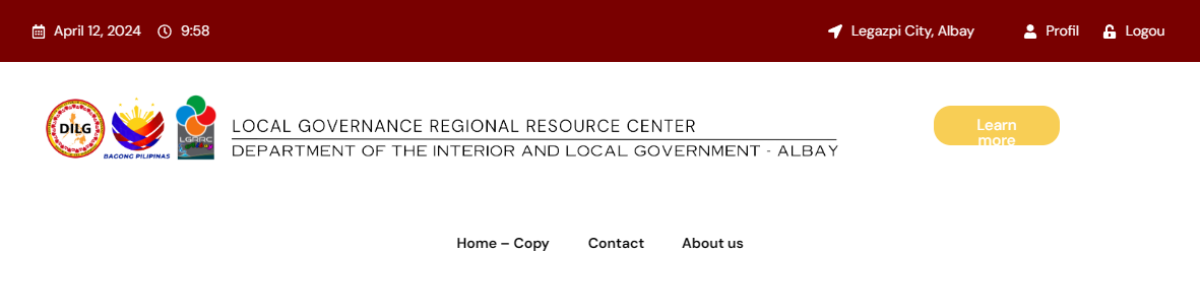 April 12, 2024 9:58 Legazpi City, Albay Profil Logou
DILG
BAGONG PILIPINAS
LGRRC
LOCAL GOVERNANCE REGIONAL RESOURCE CENTER
DEPARTMENT OF THE INTERIOR AND LOCAL GOVERNMENT - ALBAY
Learn
more
Home – Copy Contact About us